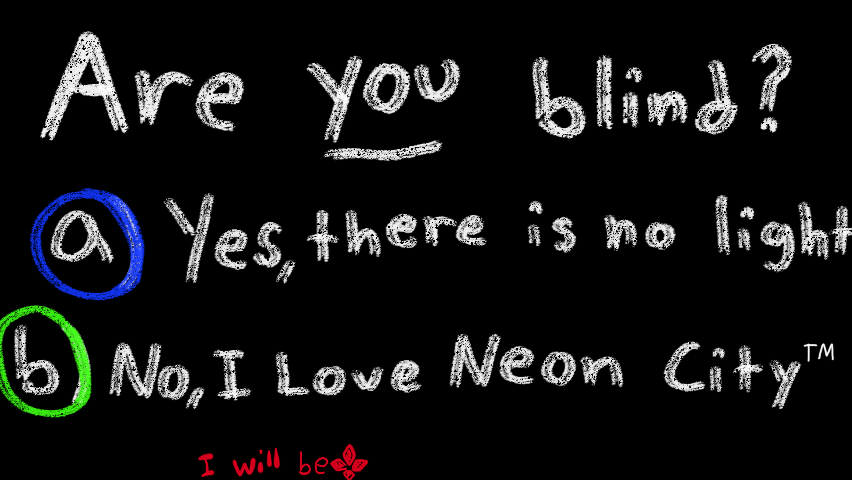 Are you blind?
a Yes, there is no light
b, No, I Love Neon City™
I will be